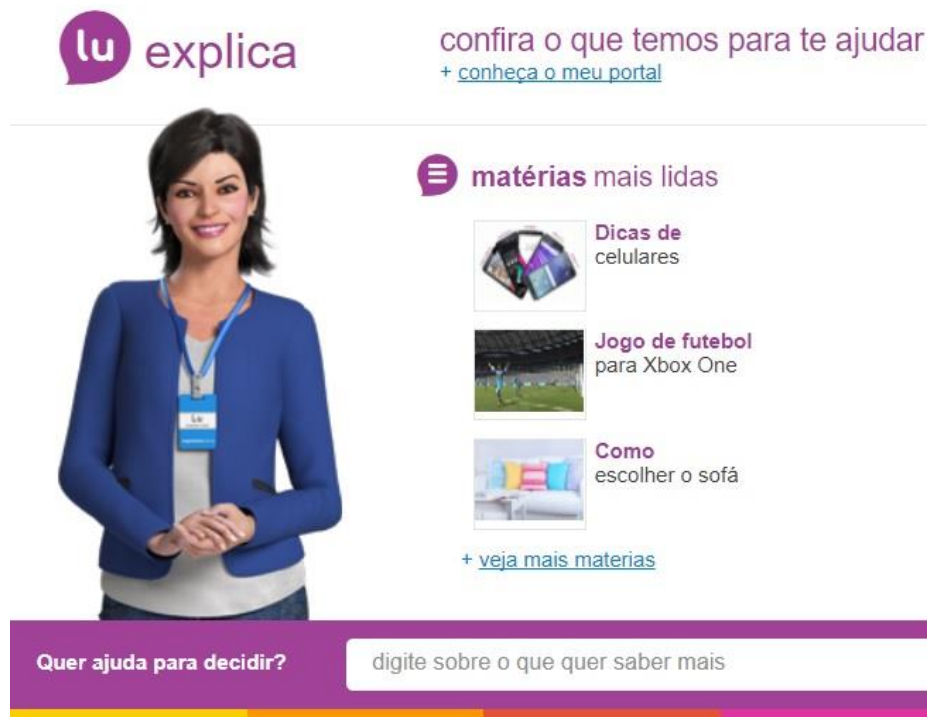 lu explica
confira o que temos para te ajudar
+ conheça o meu portal
matérias mais lidas
Dicas de
celulares
Jogo de futebol
para Xbox One
Como
escolher o sofá
+ veja mais materias
Lu
Quer ajuda para decidir?
digite sobre o que quer saber mais